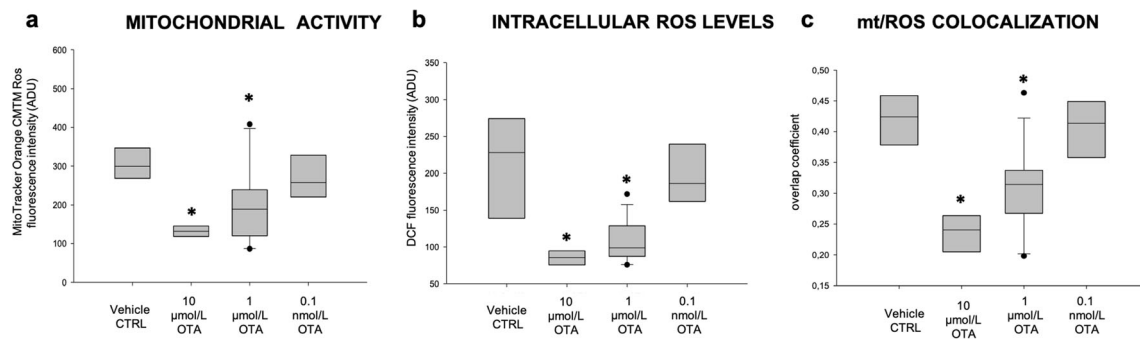 a MITOCHONDRIAL ACTIVITY
MitoTracker Orange CMTM Ros
fluorescence intensity (ADU)
600
500
400
300
200
100
0
*
*
Vehicle
CTRL
10
µmol/L
OTA
1
µmol/L
OTA
0.1
nmol/L
OTA
b INTRACELLULAR ROS LEVELS
DCF fluorescence intensity (ADU)
350
300
250
200
150
100
50
*
*
Vehicle
CTRL
10
µmol/L
OTA
1
µmol/L
OTA
0.1
nmol/L
OTA
c mt/ROS COLOCALIZATION
overlap coefficient
0,50
0,45
0,40
0,35
0,30
0,25
0,20
0,15
*
*
Vehicle
CTRL
10
µmol/L
OTA
1
µmol/L
OTA
0.1
nmol/L
OTA